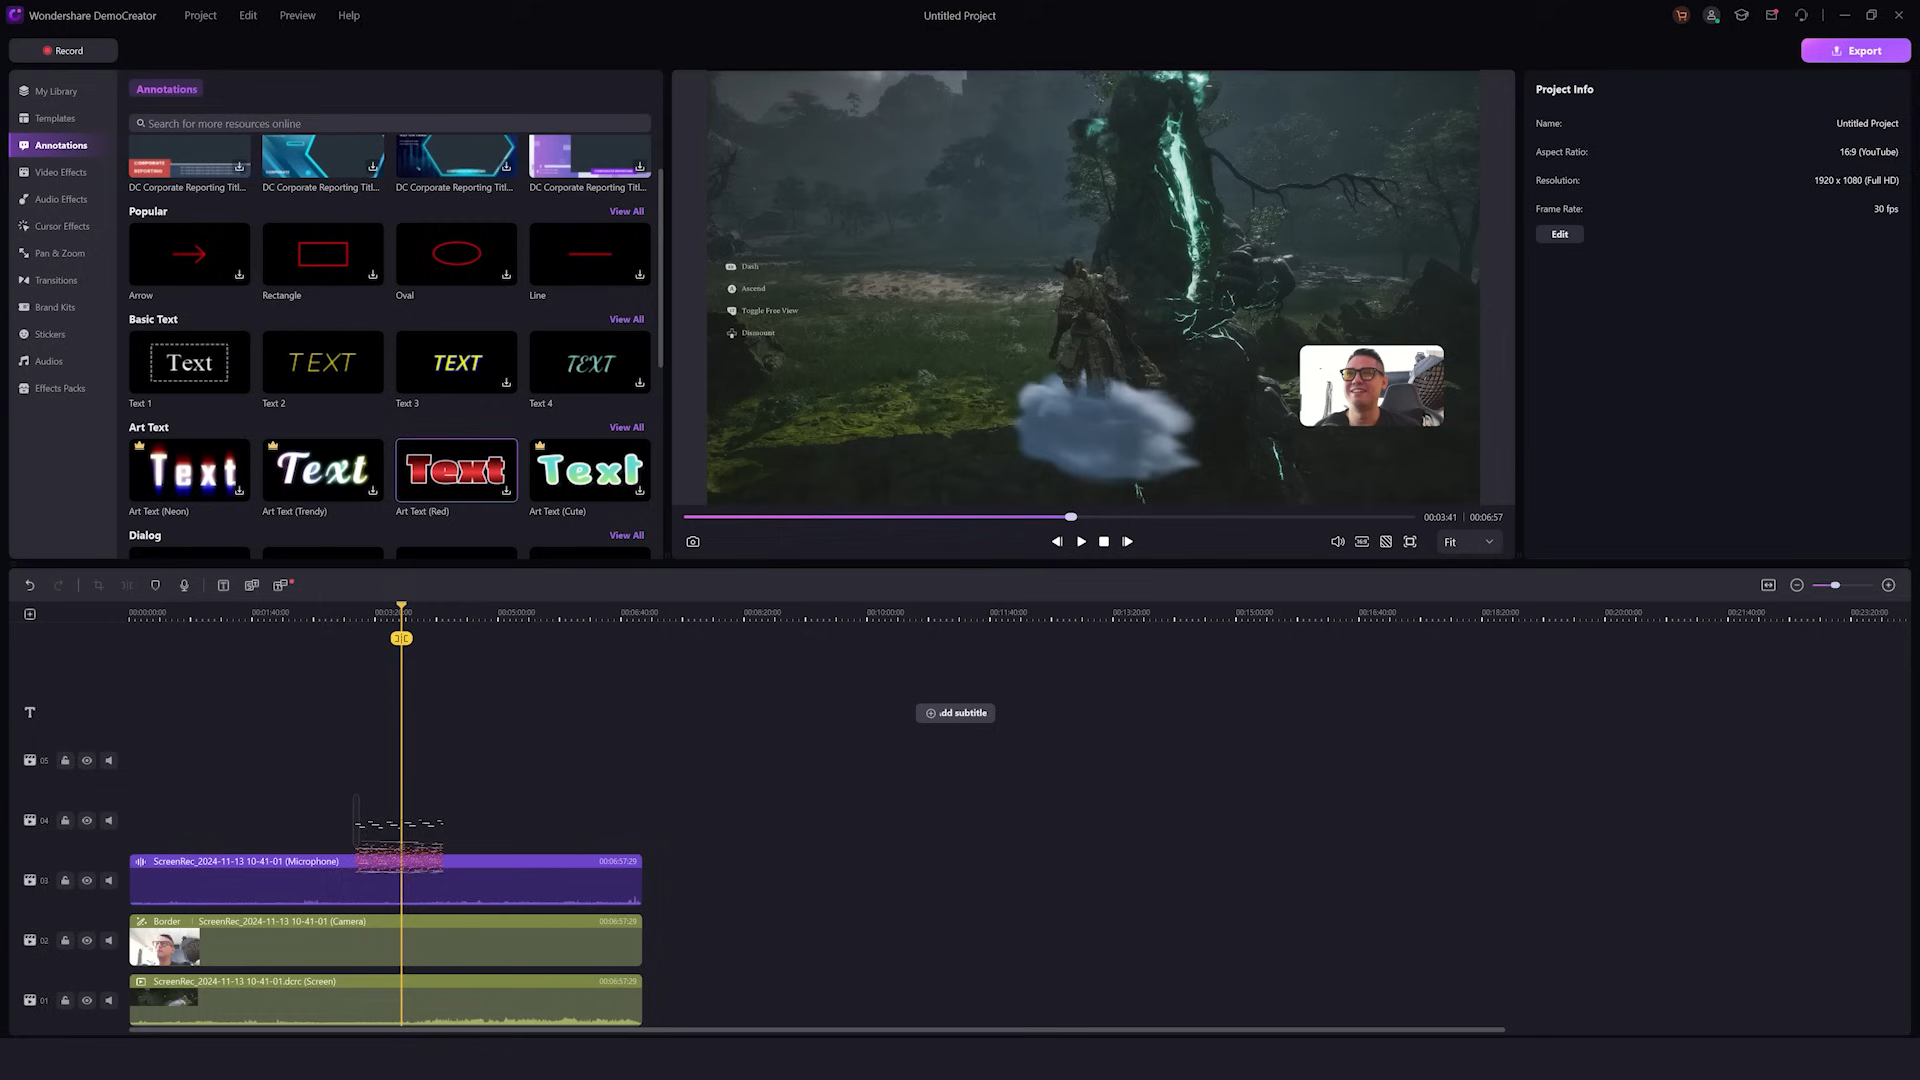 Wondershare DemoCreator Project Edit Preview Help Untitled Project
Record Export
My Library
Templates
Annotations
Video Effects
Audio Effects
Cursor Effects
Pan & Zoom
Transitions
Brand Kits
Stickers
Audios
Effects Packs
Annotations
Search for more resources online
CORPORATE REPORTING
DC Corporate Reporting Titl... DC Corporate Reporting Titl... DC Corporate Reporting Titl... DC Corporate Reporting Titl...
Popular View All
Arrow Rectangle Oval Line
Basic Text View All
Text TEXT TEXT TEXT
Text 1 Text 2 Text 3 Text 4
Art Text View All
Text Text Text Text
Art Text (Neon) Art Text (Trendy) Art Text (Red) Art Text (Cute)
Dialog View All
Dash
Ascend
Toggle Free View
Dismount
00:03:41 | 00:06:57
16:9 Fit
Project Info
Name: Untitled Project
Aspect Ratio: 16:9 (YouTube)
Resolution: 1920 x 1080 (Full HD)
Frame Rate: 30 fps
Edit
00:00:00:00 00:01:40:00 00:03:20:00 00:05:00:00 00:06:40:00 00:08:20:00 00:10:00:00 00:11:40:00 00:13:20:00 00:15:00:00 00:16:40:00 00:18:20:00 00:20:00:00 00:21:40:00 00:23:20:00
T dd subtitle
05
04
03 ScreenRec_2024-11-13 10-41-01 (Microphone) 00:06:57:29
02 Border ScreenRec_2024-11-13 10-41-01 (Camera) 00:06:57:29
01 ScreenRec_2024-11-13 10-41-01.dcrc (Screen) 00:06:57:29